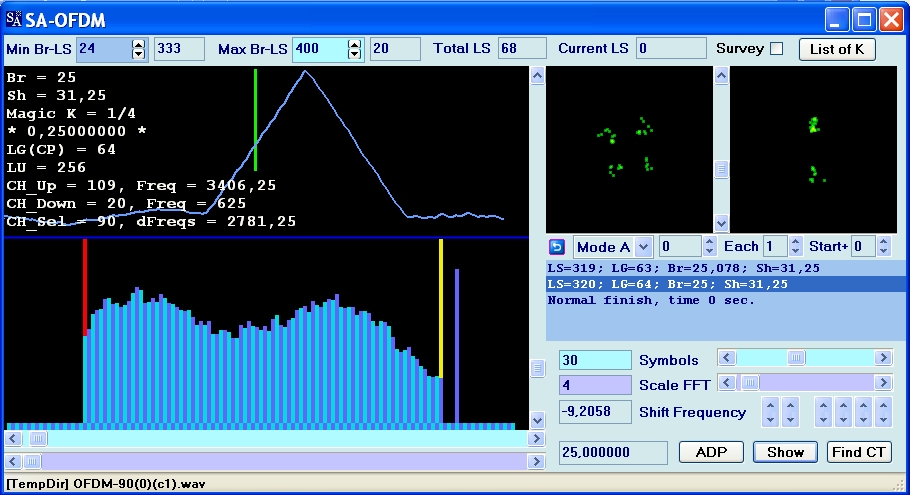 SA SA-OFDM
Min Br-LS 24 333 Max Br-LS 400 20 Total LS 68 Current LS 0 Survey List of K
Br = 25
Sh = 31,25
Magic K = 1/4
* 0,25000000 *
LG(CP) = 64
LU = 256
CH_Up = 109, Freq = 3406,25
CH_Down = 20, Freq = 625
CH_Sel = 90, dFreqs = 2781,25
Mode A 0 Each 1 Start+ 0
LS=319; LG=63; Br=25,078; Sh=31,25
LS=320; LG=64; Br=25; Sh=31,25
Normal finish, time 0 sec.
30 Symbols
4 Scale FFT
-9,2058 Shift Frequency
25,000000 ADP Show Find CT
[TempDir] OFDM-90(0)(c1).wav